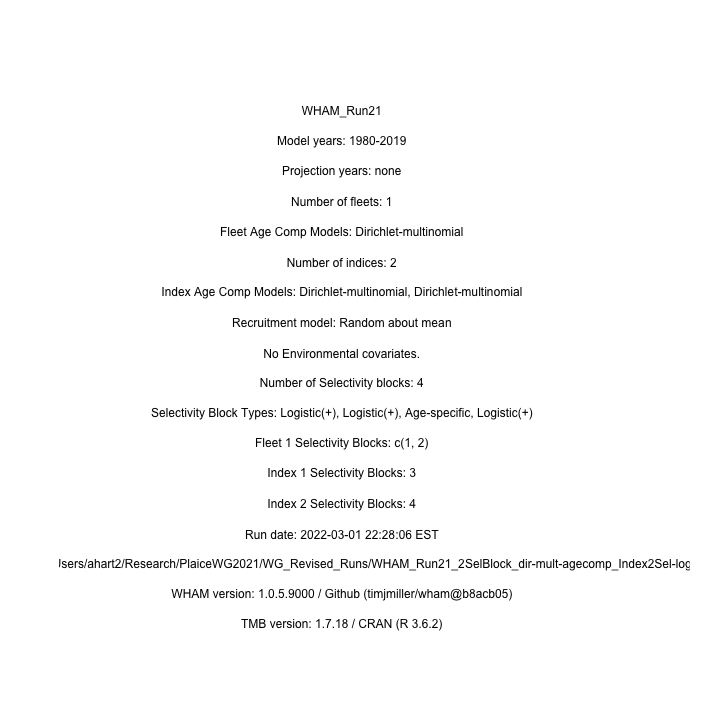 WHAM_Run21
Model years: 1980-2019
Projection years: none
Number of fleets: 1
Fleet Age Comp Models: Dirichlet-multinomial
Number of indices: 2
Index Age Comp Models: Dirichlet-multinomial, Dirichlet-multinomial
Recruitment model: Random about mean
No Environmental covariates.
Number of Selectivity blocks: 4
Selectivity Block Types: Logistic(+), Logistic(+), Age-specific, Logistic(+)
Fleet 1 Selectivity Blocks: c(1, 2)
Index 1 Selectivity Blocks: 3
Index 2 Selectivity Blocks: 4
Run date: 2022-03-01 22:28:06 EST
sers/ahart2/Research/PlaiceWG2021/WG_Revised_Runs/WHAM_Run21_2SelBlock_dir-mult-agecomp_Index2Sel-log
WHAM version: 1.0.5.9000 / Github (timjmiller/wham@b8acb05)
TMB version: 1.7.18 / CRAN (R 3.6.2)